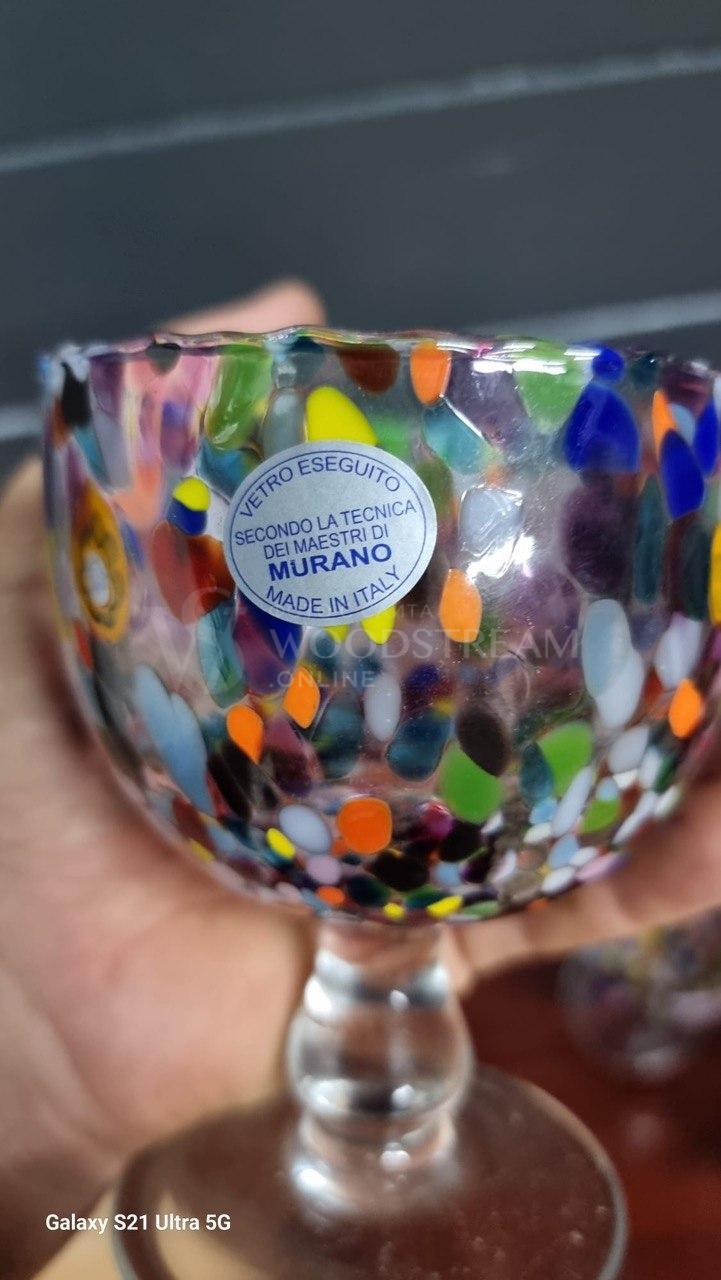 VETRO ESEGUITO
SECONDO LA TECNICA
DEI MAESTRI DI
MURANO
MADE IN ITALY
WOODSTREAM
ONLINE
Galaxy S21 Ultra 5G